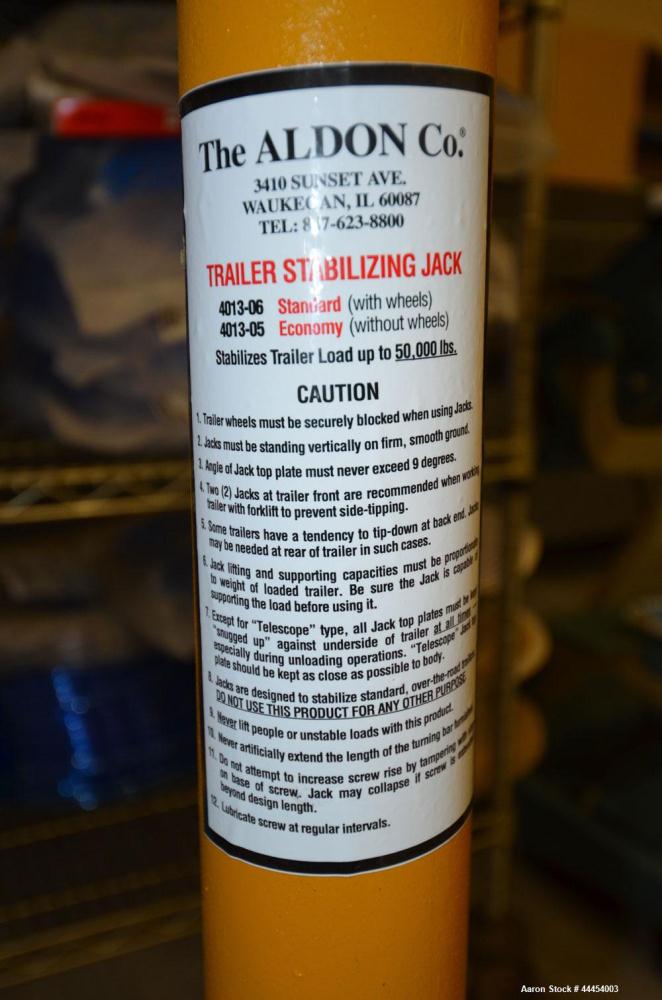 The ALDON Co.®
3410 SUNSET AVE.
WAUKEGAN, IL 60087
TEL: 847-623-8800
TRAILER STABILIZING JACK
4013-06 Standard (with wheels)
4013-05 Economy (without wheels)
Stabilizes Trailer Load up to 50,000 lbs.
CAUTION
1. Trailer wheels must be securely blocked when using Jacks.
2. Jacks must be standing vertically on firm, smooth ground.
3. Angle of Jack top plate must never exceed 9 degrees.
4. Two (2) Jacks at trailer front are recommended when working
trailer with forklift to prevent side-tipping.
5. Some trailers have a tendency to tip-down at back end. Jacks
may be needed at rear of trailer in such cases.
6. Jack lifting and supporting capacities must be proportionate
to weight of loaded trailer. Be sure the Jack is capable
supporting the load before using it.
7. Except for "Telescope" type, all Jack top plates must be
"snugged up" against underside of trailer at all times
especially during unloading operations. "Telescope" Jack
plate should be kept as close as possible to body.
8. Jacks are designed to stabilize standard, over-the-road
DO NOT USE THIS PRODUCT FOR ANY OTHER PURPOSE.
9. Never lift people or unstable loads with this product.
10. Never artificially extend the length of the turning bar
11. Do not attempt to increase screw rise by tampering with
on base of screw. Jack may collapse if screw is
beyond design length.
12. Lubricate screw at regular intervals.
Aaron Stock # 44454003